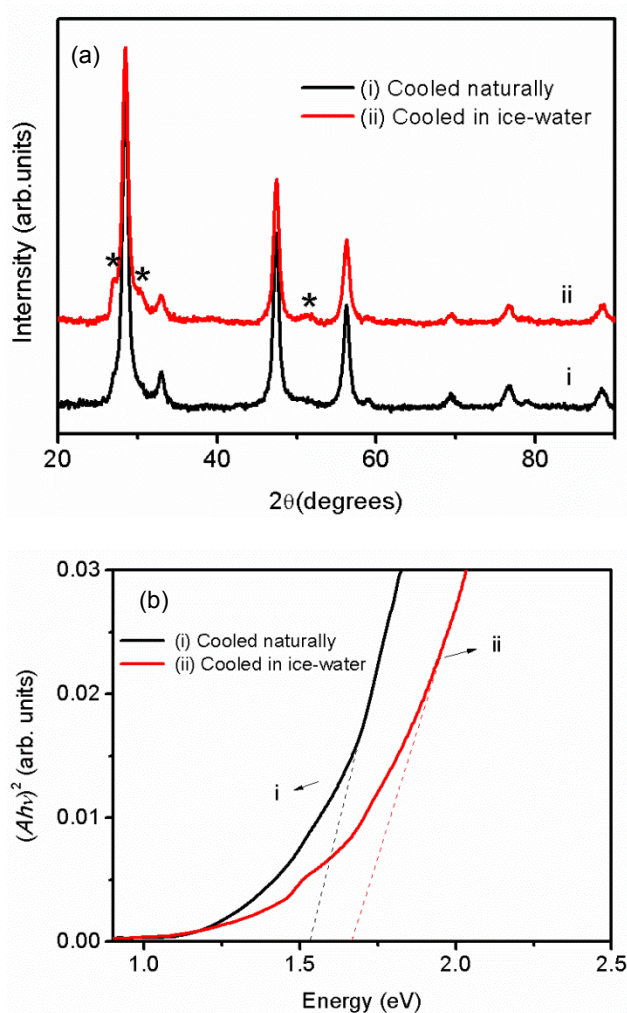 (a)
(i) Cooled naturally
(ii) Cooled in ice-water
Internsity (arb.units)
*
*
*
ii
i
20 40 60 80
2θ(degrees)
(b)
0.03
(i) Cooled naturally
(ii) Cooled in ice-water
ii
0.02
(Ahν)² (arb. units)
i
0.01
0.00
1.0 1.5 2.0 2.5
Energy (eV)